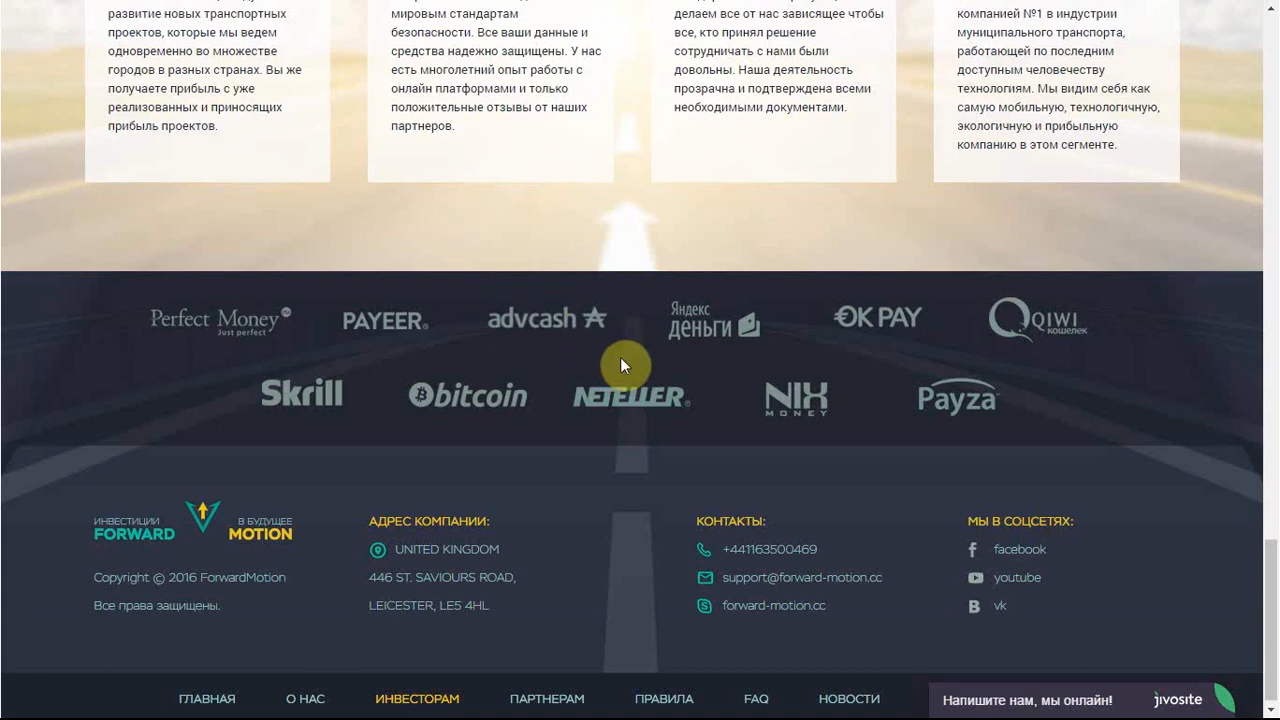 развитие новых транспортных
проектов, которые мы ведем
одновременно во множестве
городов в разных странах. Вы же
получаете прибыль с уже
реализованных и приносящих
прибыль проектов.
мировым стандартам
безопасности. Все ваши данные и
средства надежно защищены. У нас
есть многолетний опыт работы с
онлайн платформами и только
положительные отзывы от наших
партнеров.
делаем все от нас зависящее чтобы
все, кто принял решение
сотрудничать с нами были
довольны. Наша деятельность
прозрачна и подтверждена всеми
необходимыми документами.
компанией №1 в индустрии
муниципального транспорта,
работающей по последним
доступным человечеству
технологиям. Мы видим себя как
самую мобильную, технологичную,
экологичную и прибыльную
компанию в этом сегменте.
Perfect Money
Just perfect
PAYEER
advcash
Яндекс
деньги
OKPAY
QIWI
кошелек
Skrill
bitcoin
NETELLER
NIX
MONEY
Payza
ИНВЕСТИЦИИ В БУДУЩЕЕ
FORWARD MOTION
Copyright © 2016 ForwardMotion
Все права защищены.
АДРЕС КОМПАНИИ:
UNITED KINGDOM
446 ST. SAVIOURS ROAD,
LEICESTER, LE5 4HL
КОНТАКТЫ:
+441163500469
support@forward-motion.cc
forward-motion.cc
МЫ В СОЦСЕТЯХ:
facebook
youtube
vk
ГЛАВНАЯ О НАС ИНВЕСТОРАМ ПАРТНЕРАМ ПРАВИЛА FAQ НОВОСТИ
Напишите нам, мы онлайн! jivosite